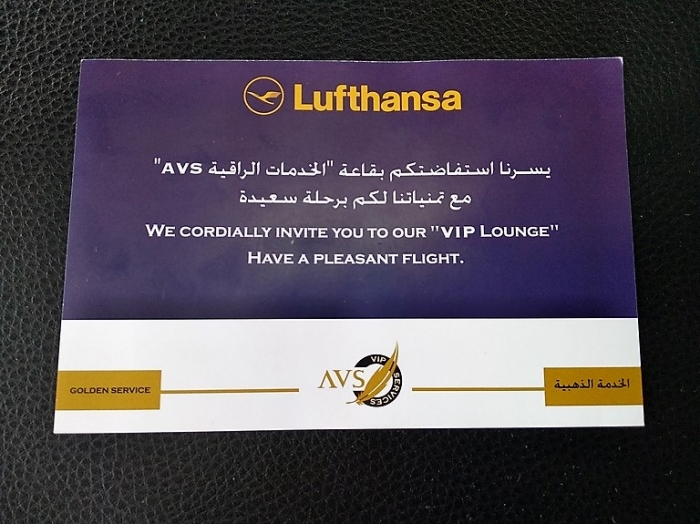 Lufthansa
يسرنا استفاضتكم بقاعة "الخدمات الراقية AVS"
مع تمنياتنا لكم برحلة سعيدة
WE CORDIALLY INVITE YOU TO OUR "VIP LOUNGE"
HAVE A PLEASANT FLIGHT.
GOLDEN SERVICE
AVS
VIP SERVICES
الخدمة الذهبية